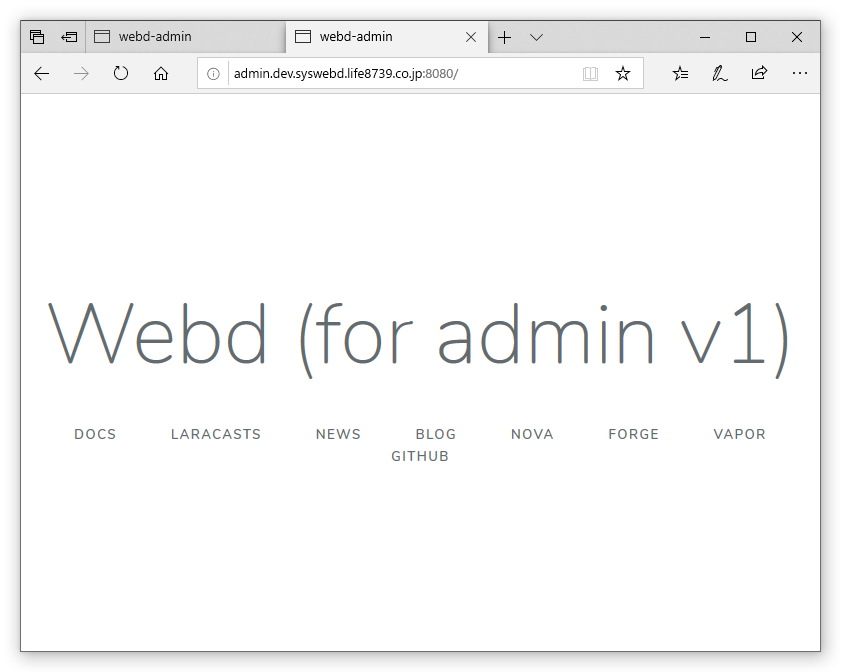 webd-admin
webd-admin
admin.dev.syswebd.life8739.co.jp:8080/
Webd (for admin v1)
DOCS LARACASTS NEWS BLOG NOVA FORGE VAPOR
GITHUB